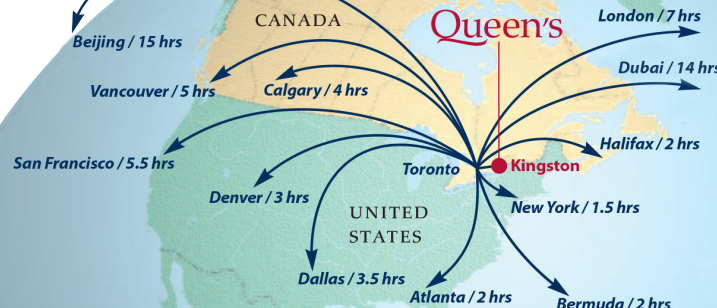 CANADA
Queen's
London / 7 hrs
Beijing / 15 hrs
Dubai / 14 hrs
Vancouver / 5 hrs
Calgary / 4 hrs
Halifax / 2 hrs
San Francisco / 5.5 hrs
Toronto
Kingston
Denver / 3 hrs
New York / 1.5 hrs
UNITED
STATES
Dallas / 3.5 hrs
Atlanta / 2 hrs
Bermuda / 2 hrs